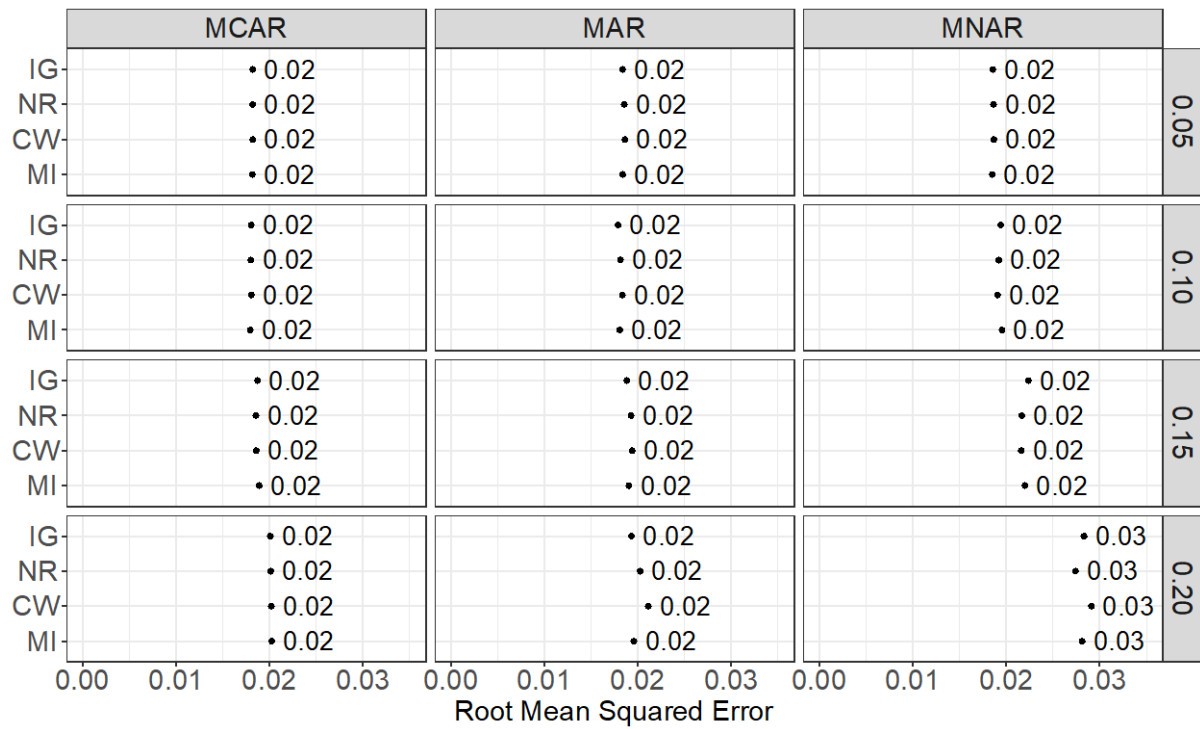 MCAR MAR MNAR
IG 0.02 0.02 0.02
NR 0.02 0.02 0.02
CW 0.02 0.02 0.02
MI 0.02 0.02 0.02
0.05
IG 0.02 0.02 0.02
NR 0.02 0.02 0.02
CW 0.02 0.02 0.02
MI 0.02 0.02 0.02
0.10
IG 0.02 0.02 0.02
NR 0.02 0.02 0.02
CW 0.02 0.02 0.02
MI 0.02 0.02 0.02
0.15
IG 0.02 0.02 0.03
NR 0.02 0.02 0.03
CW 0.02 0.02 0.03
MI 0.02 0.02 0.03
0.20
0.00 0.01 0.02 0.03 0.00 0.01 0.02 0.03 0.00 0.01 0.02 0.03
Root Mean Squared Error